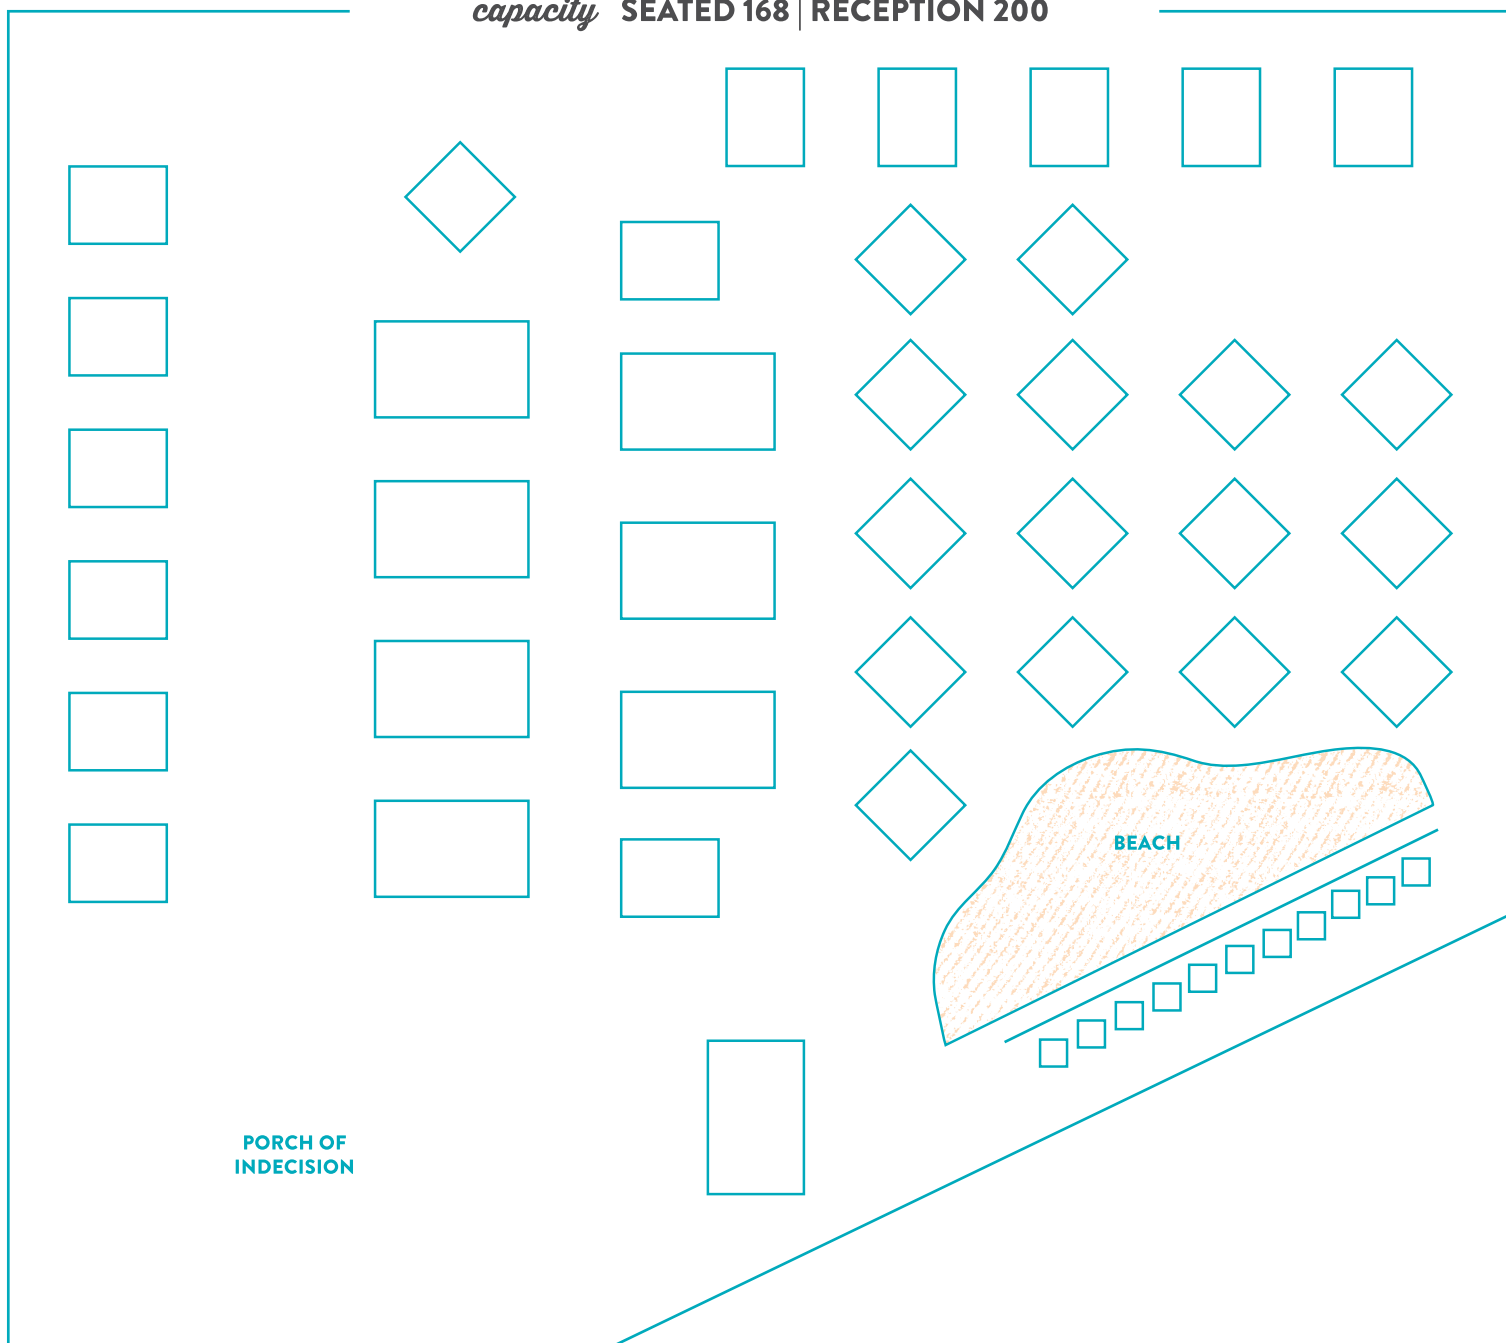 capacity SEATED 168 | RECEPTION 200
BEACH
PORCH OF
INDECISION